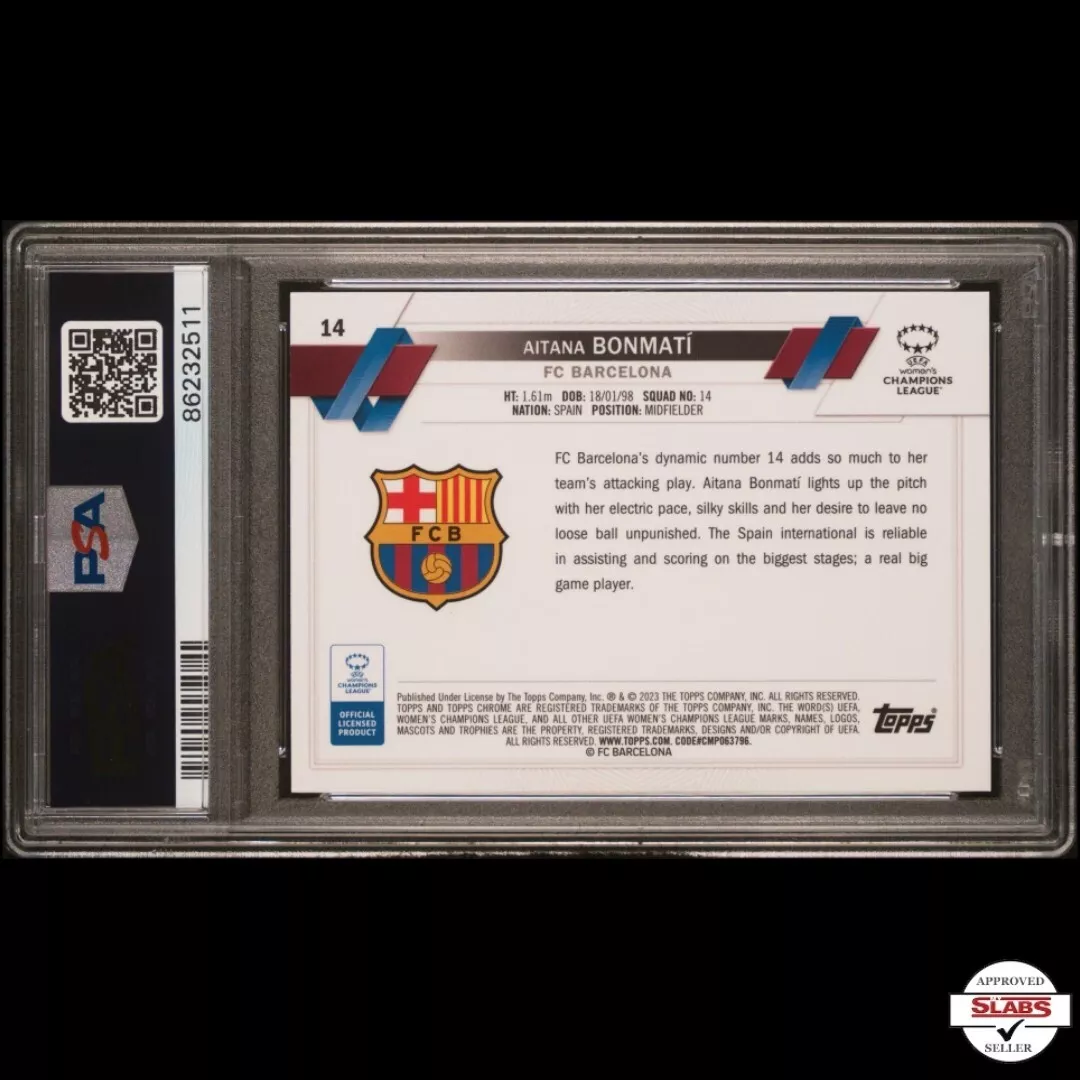 86232511
PSA
14
AITANA BONMATÍ
FC BARCELONA
HT: 1.61m DOB: 18/01/98 SQUAD NO: 14
NATION: SPAIN POSITION: MIDFIELDER
UEFA
women's
CHAMPIONS
LEAGUE™
FC Barcelona's dynamic number 14 adds so much to her
team's attacking play. Aitana Bonmatí lights up the pitch
with her electric pace, silky skills and her desire to leave no
loose ball unpunished. The Spain international is reliable
in assisting and scoring on the biggest stages; a real big
game player.
FCB
women's
CHAMPIONS
LEAGUE
OFFICIAL
LICENSED
PRODUCT
Published Under License by The Topps Company, Inc. ® & © 2023 THE TOPPS COMPANY, INC. ALL RIGHTS RESERVED.
TOPPS AND TOPPS CHROME ARE REGISTERED TRADEMARKS OF THE TOPPS COMPANY, INC. THE WORD(S) UEFA,
WOMEN'S CHAMPIONS LEAGUE, AND ALL OTHER UEFA WOMEN'S CHAMPIONS LEAGUE MARKS, NAMES, LOGOS,
MASCOTS AND TROPHIES ARE THE PROPERTY, REGISTERED TRADEMARKS, DESIGNS AND/OR COPYRIGHT OF UEFA.
ALL RIGHTS RESERVED. WWW.TOPPS.COM. CODE#CMP063796.
© FC BARCELONA
topps®
APPROVED
MY
SLABS
SELLER